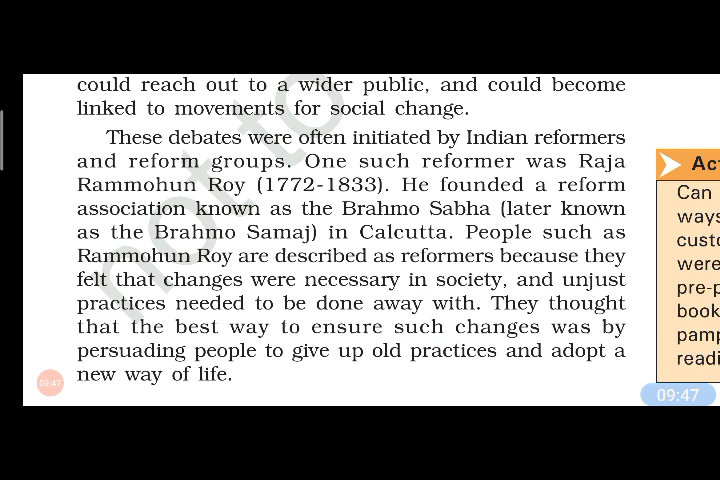 could reach out to a wider public, and could become
linked to movements for social change.
These debates were often initiated by Indian reformers
and reform groups. One such reformer was Raja
Rammohun Roy (1772-1833). He founded a reform
association known as the Brahmo Sabha (later known
as the Brahmo Samaj) in Calcutta. People such as
Rammohun Roy are described as reformers because they
felt that changes were necessary in society, and unjust
practices needed to be done away with. They thought
that the best way to ensure such changes was by
persuading people to give up old practices and adopt a
new way of life.
Can
ways
were
book
not to
09:47
09:47